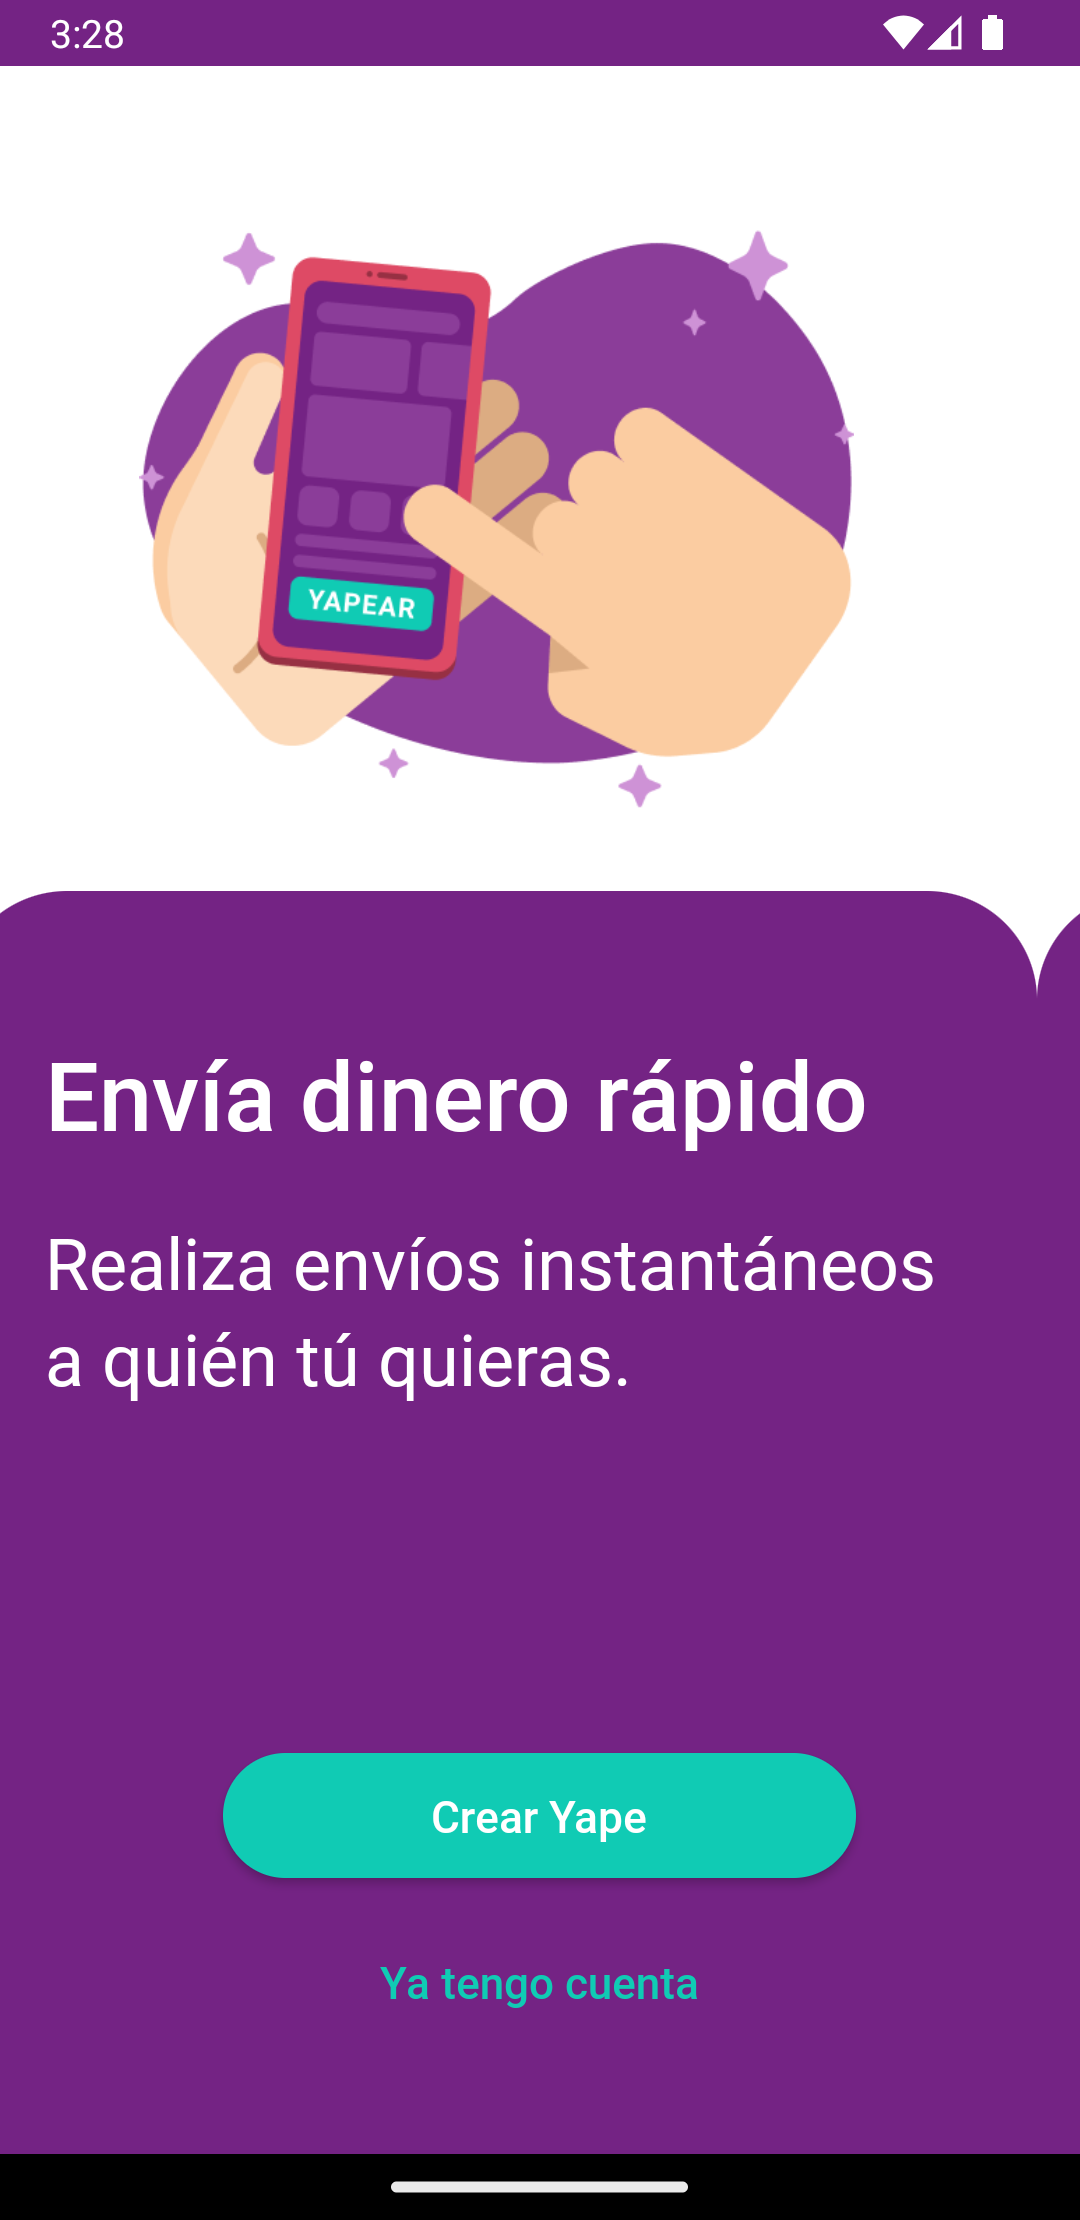 3:28
YAPEAR
Envía dinero rápido
Realiza envíos instantáneos
a quién tú quieras.
Crear Yape
Ya tengo cuenta